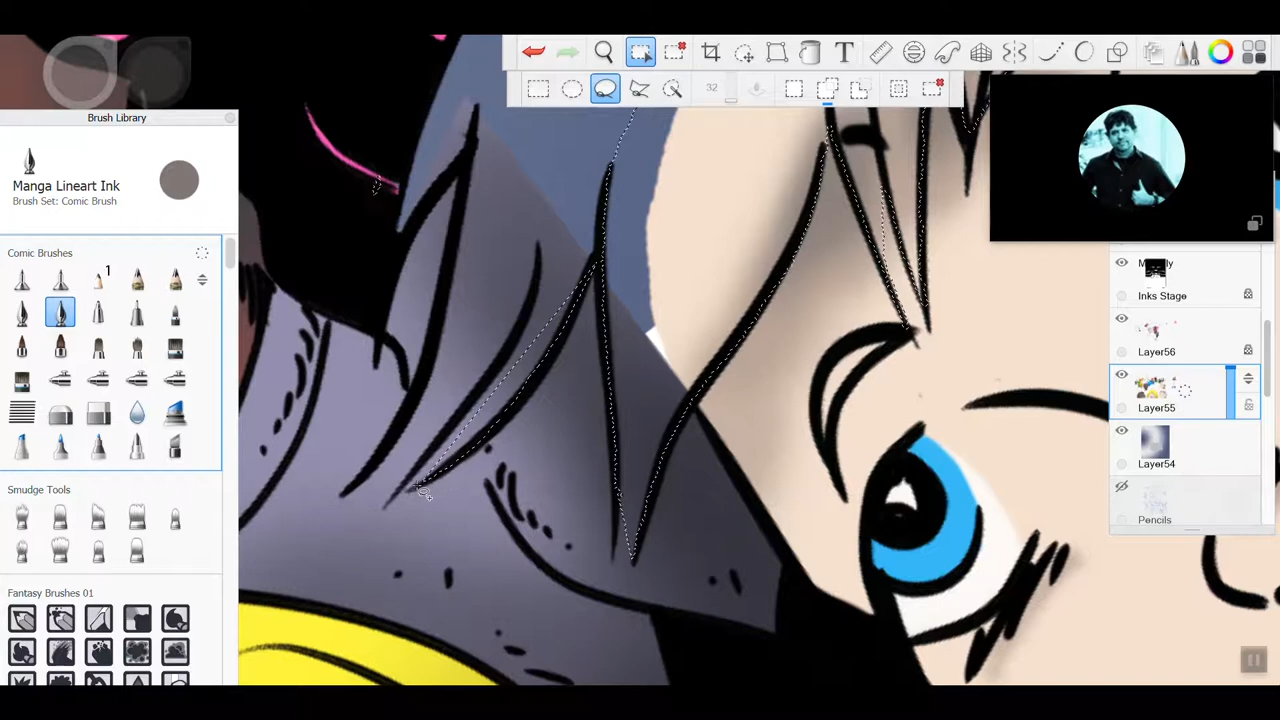 32
Brush Library
Manga Lineart Ink
Brush Set: Comic Brush
Comic Brushes
1
Smudge Tools
Fantasy Brushes 01
Inks Stage
Layer56
Layer55
Layer54
Pencils